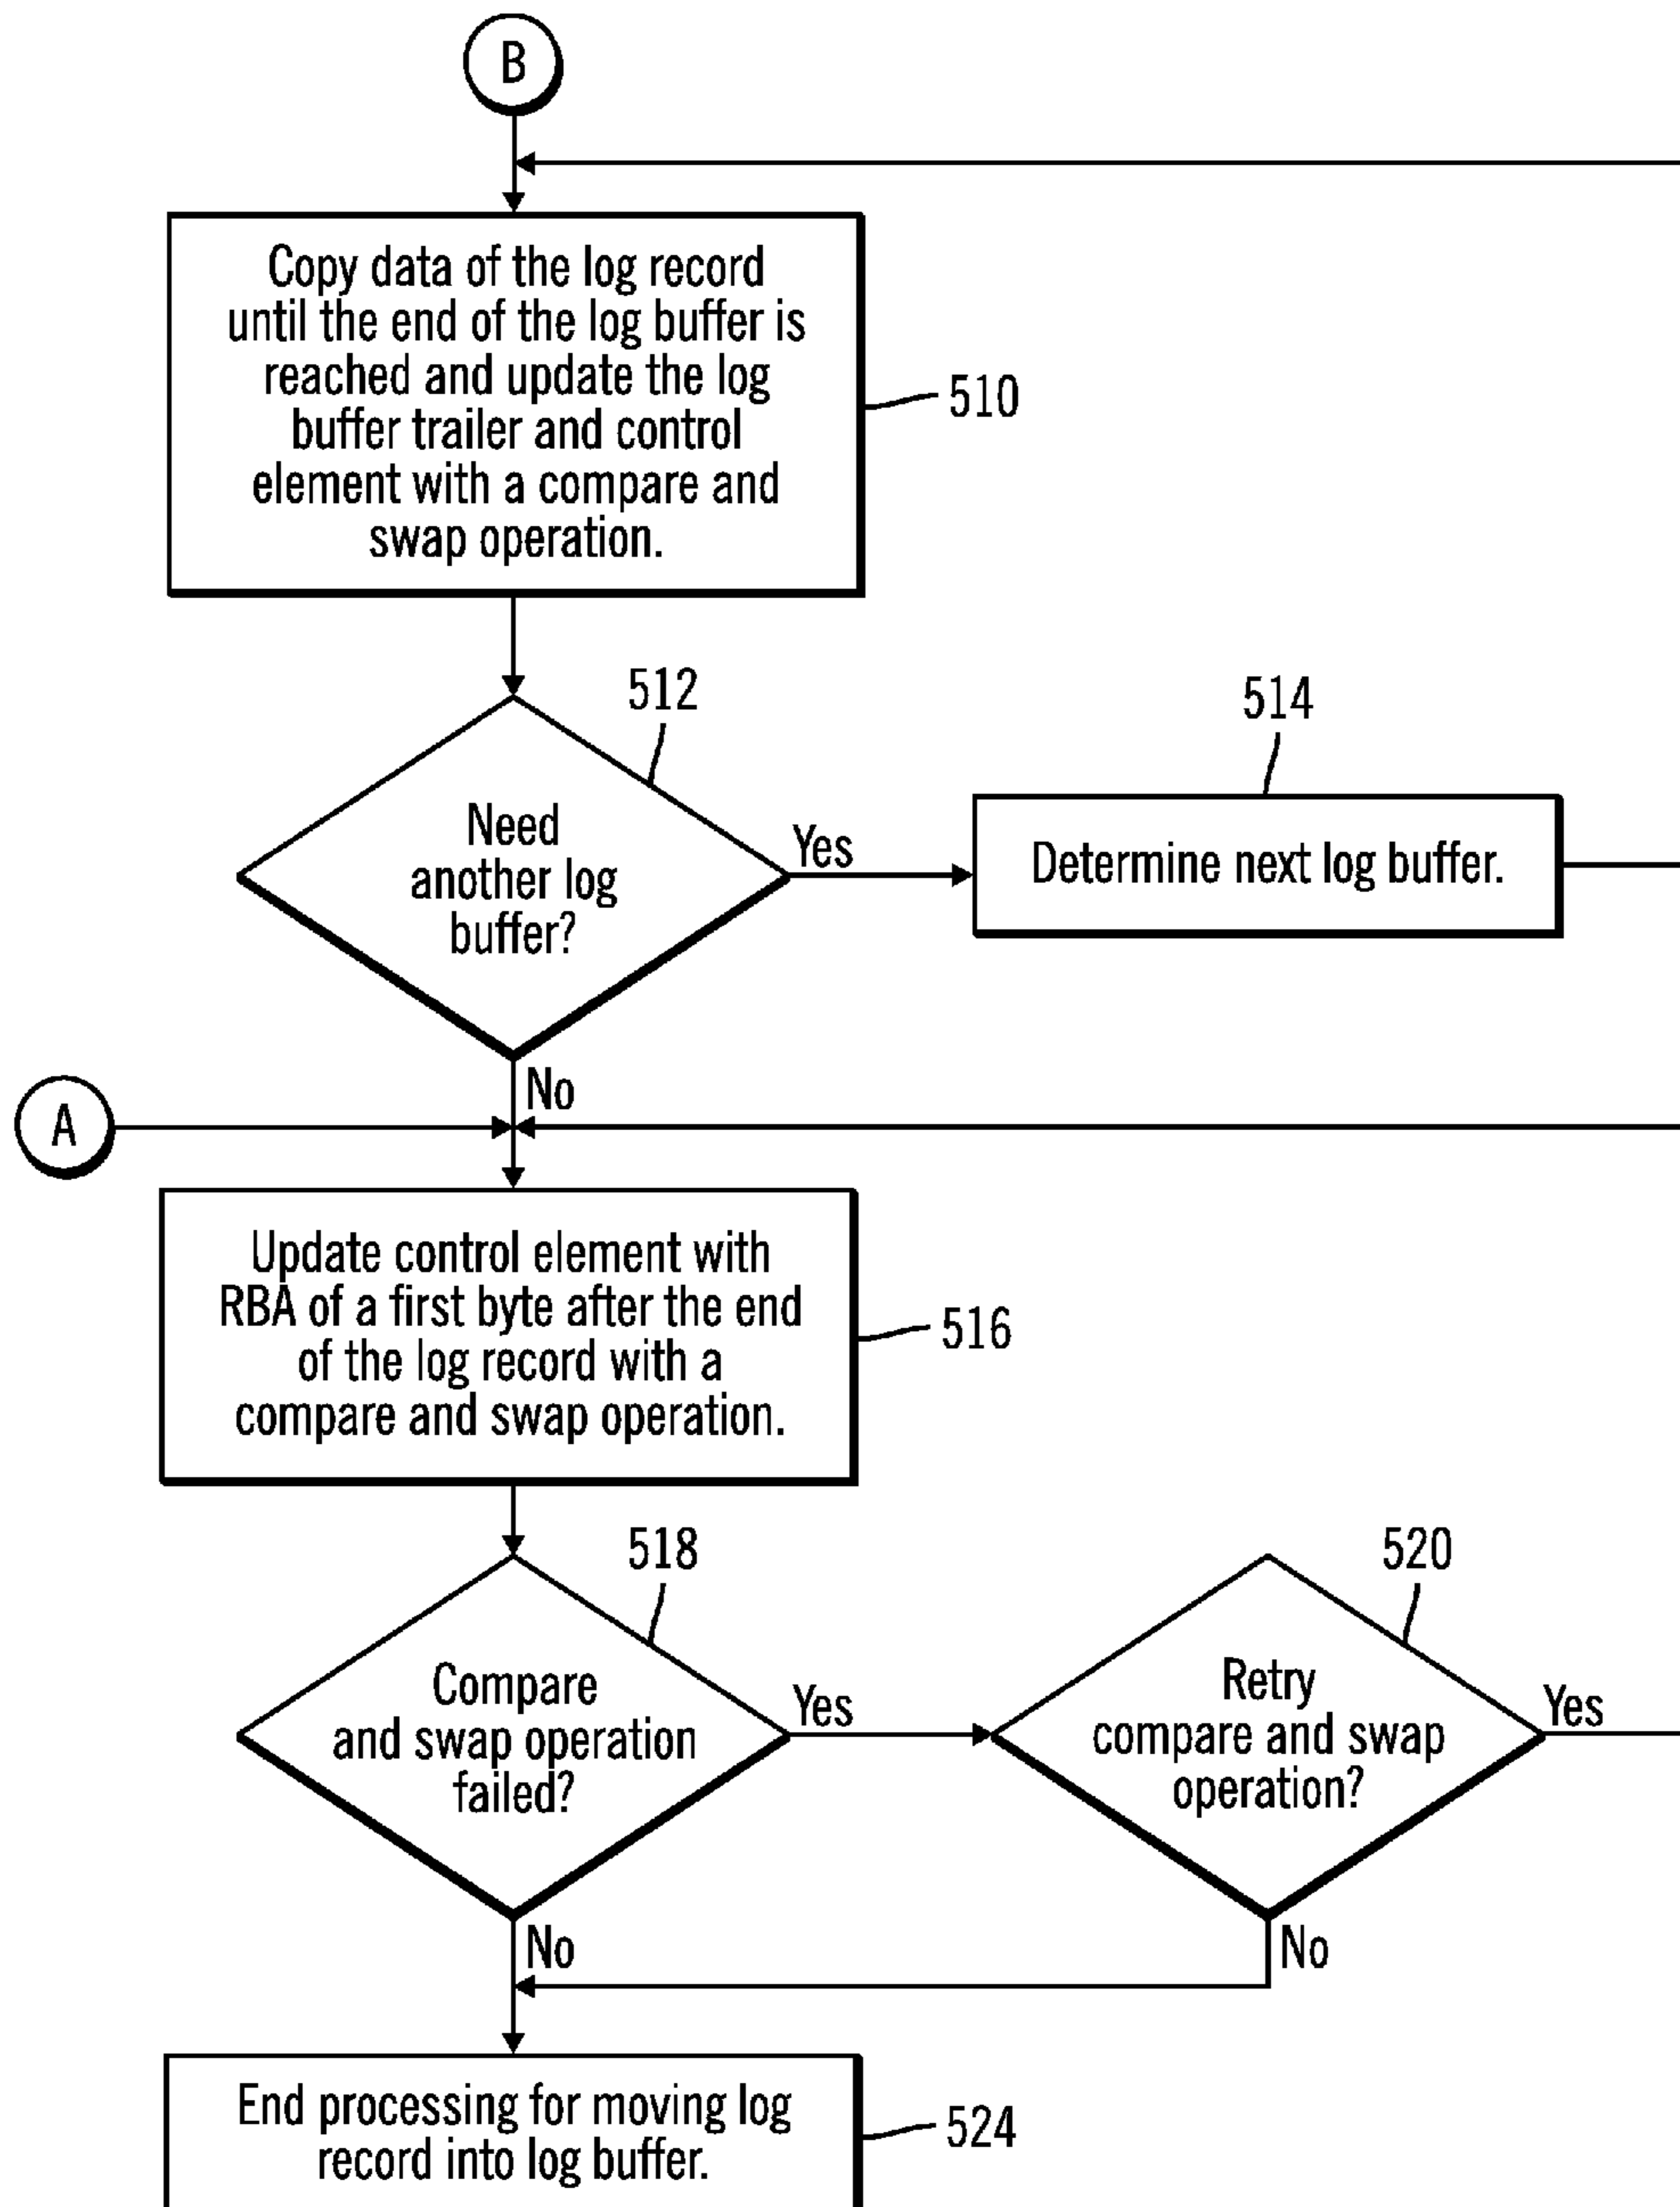 B
Copy data of the log record
until the end of the log buffer is
reached and update the log
buffer trailer and control
element with a compare and
swap operation.
510
512
514
Need
another log
buffer?
Yes
Determine next log buffer.
No
A
Update control element with
RBA of a first byte after the end
of the log record with a
compare and swap operation.
516
518
520
Compare
and swap operation
failed?
Yes
Retry
compare and swap
operation?
Yes
No
No
End processing for moving log
record into log buffer.
524